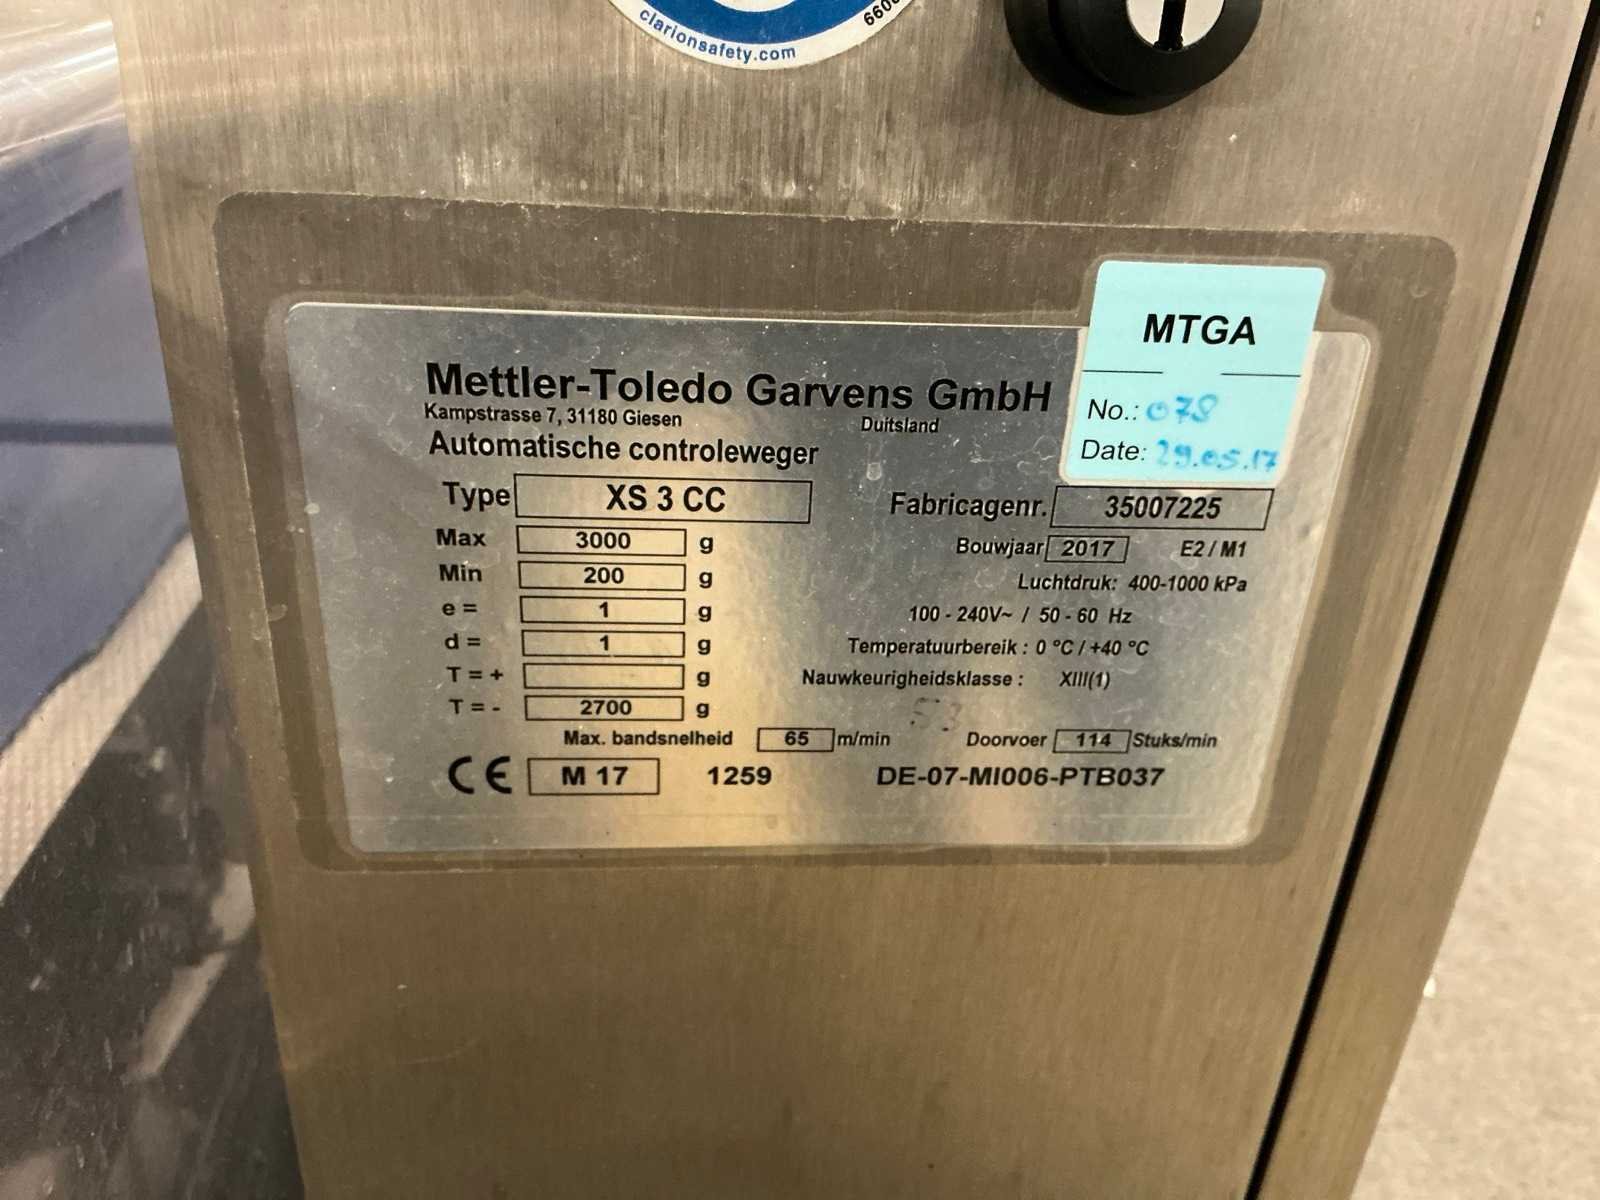 clarionsafety.com
MTGA
No.: 078
Date: 29.05.17
Mettler-Toledo Garvens GmbH
Kampstrasse 7, 31180 Giesen Duitsland
Automatische controleweger
Type XS 3 CC Fabricagenr. 35007225
Max 3000 g Bouwjaar 2017 E2 / M1
Min 200 g Luchtdruk: 400-1000 kPa
e = 1 g 100 - 240V~ / 50 - 60 Hz
d = 1 g Temperatuurbereik : 0 °C / +40 °C
T = + g Nauwkeurigheidsklasse : XIII(1)
T = - 2700 g
Max. bandsnelheid 65 m/min Doorvoer 114 Stuks/min
CE M 17 1259 DE-07-MI006-PTB037